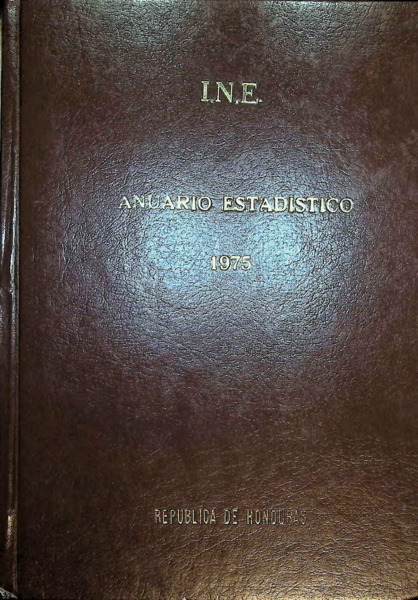 I.N.E.
ANUARIO ESTADISTICO
1975
REPUBLICA DE HONDURAS